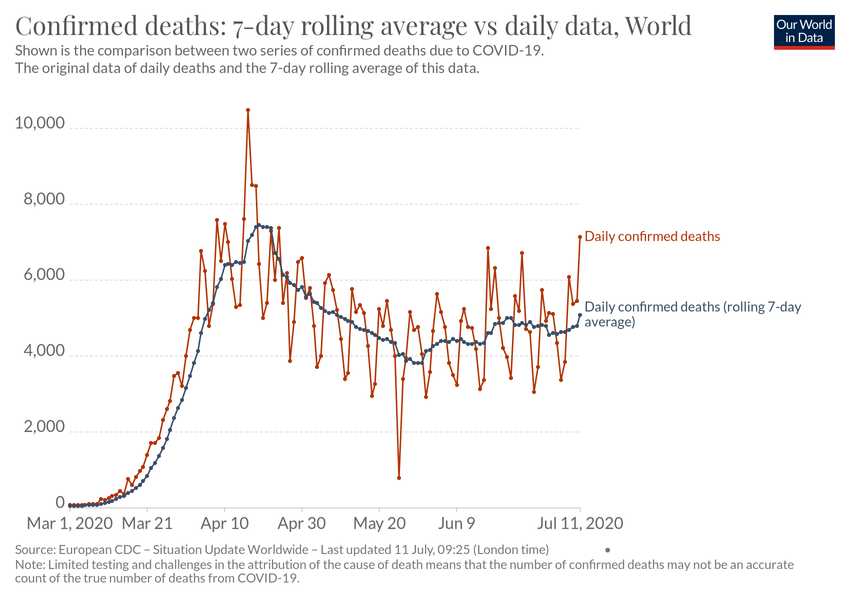 Confirmed deaths: 7-day rolling average vs daily data, World
Our World
in Data
Shown is the comparison between two series of confirmed deaths due to COVID-19.
The original data of daily deaths and the 7-day rolling average of this data.
10,000
8,000
Daily confirmed deaths
6,000
Daily confirmed deaths (rolling 7-day
average)
4,000
2,000
0
Mar 1, 2020 Mar 21 Apr 10 Apr 30 May 20 Jun 9 Jul 11, 2020
Source: European CDC – Situation Update Worldwide – Last updated 11 July, 09:25 (London time) •
Note: Limited testing and challenges in the attribution of the cause of death means that the number of confirmed deaths may not be an accurate
count of the true number of deaths from COVID-19.